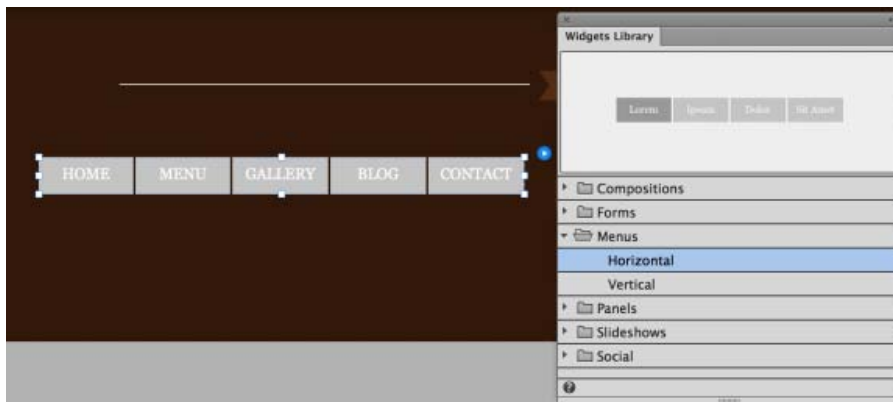 Widgets Library
Lorem Ipsum Dolor Sit Amet
HOME MENU GALLERY BLOG CONTACT
Compositions
Forms
Menus
Horizontal
Vertical
Panels
Slideshows
Social